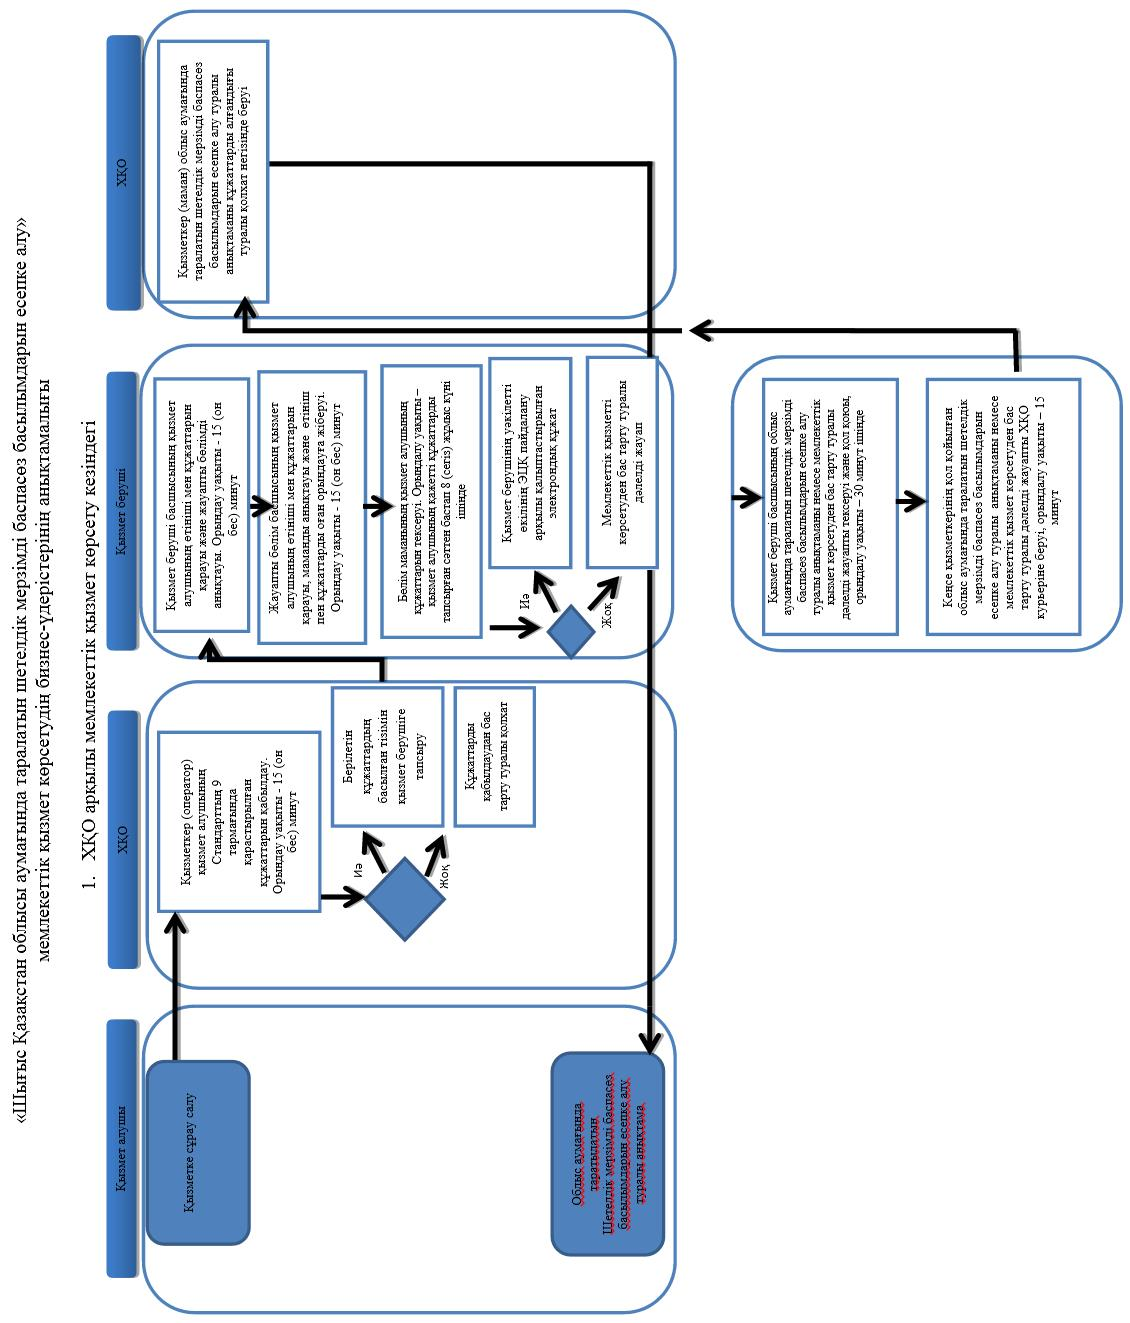 «Шығыс Қазақстан облысы аумағында таралатын шетелдік мерзімді баспасөз басылымдарын есепке алу»
мемлекеттік қызмет көрсетудің бизнес-үдерістерінің анықтамалығы
1. ХҚО арқылы мемлекеттік қызмет көрсету кезіндегі
Қызмет алушы
ХҚО
Қызмет беруші
ХҚО
Қызметке сұрау салу
Қызметкер (оператор)
қызмет алушының
Стандарттың 9
тармағында
қарастырылған
құжаттарын қабылдау.
Орындау уақыты - 15 (он
бес) минут
Иә
Жоқ
Берілетін
құжаттардың
басылған тізімін
қызмет берушіге
тапсыру
Құжаттарды
қабылдаудан бас
тарту туралы қолхат
Қызмет беруші басшысының қызмет
алушының өтініші мен құжаттарын
қарауы және жауапты бөлімді
анықтауы. Орындау уақыты - 15 (он
бес) минут
Жауапты бөлім басшысының қызмет
алушының өтініші мен құжаттарын
қарауы, маманды анықтауы және өтініш
пен құжаттарды оған орындауға жіберуі.
Орындау уақыты - 15 (он бес) минут
Бөлім маманының қызмет алушының
құжаттарын тексеруі. Орындалу уақыты –
қызмет алушының қажетті құжаттарды
тапсырған сәттен бастап 8 (сегіз) жұмыс күні
ішінде
Иә
Жоқ
Қызмет берушінің уәкілетті
өкілінің ЭЦҚ пайдалану
арқылы қалыптастырылған
электрондық құжат
Мемлекеттік қызметті
көрсетуден бас тарту туралы
дәлелді жауап
Қызмет беруші басшысының облыс
аумағында таралатын шетелдік мерзімді
баспасөз басылымдарын есепке алу
туралы анықтаманы немесе мемлекеттік
қызмет көрсетуден бас тарту туралы
дәлелді жауапты тексеруі және қол қоюы,
орындалу уақыты – 30 минут ішінде
Кеңсе қызметкерінің қол қойылған
облыс аумағында таралатын шетелдік
мерзімді баспасөз басылымдарын
есепке алу туралы анықтаманы немесе
мемлекеттік қызмет көрсетуден бас
тарту туралы дәлелді жауапты ХҚО
курьеріне беруі, орындалу уақыты – 15
минут
Қызметкер (маман) облыс аумағында
таралатын шетелдік мерзімді баспасөз
басылымдарын есепке алу туралы
анықтаманы құжаттарды алғандығы
туралы қолхат негізінде беруі
Облыс аумағында
таратылатын
Шетелдік мерзімді баспасөз
басылымдарын есепке алу
туралы анықтама